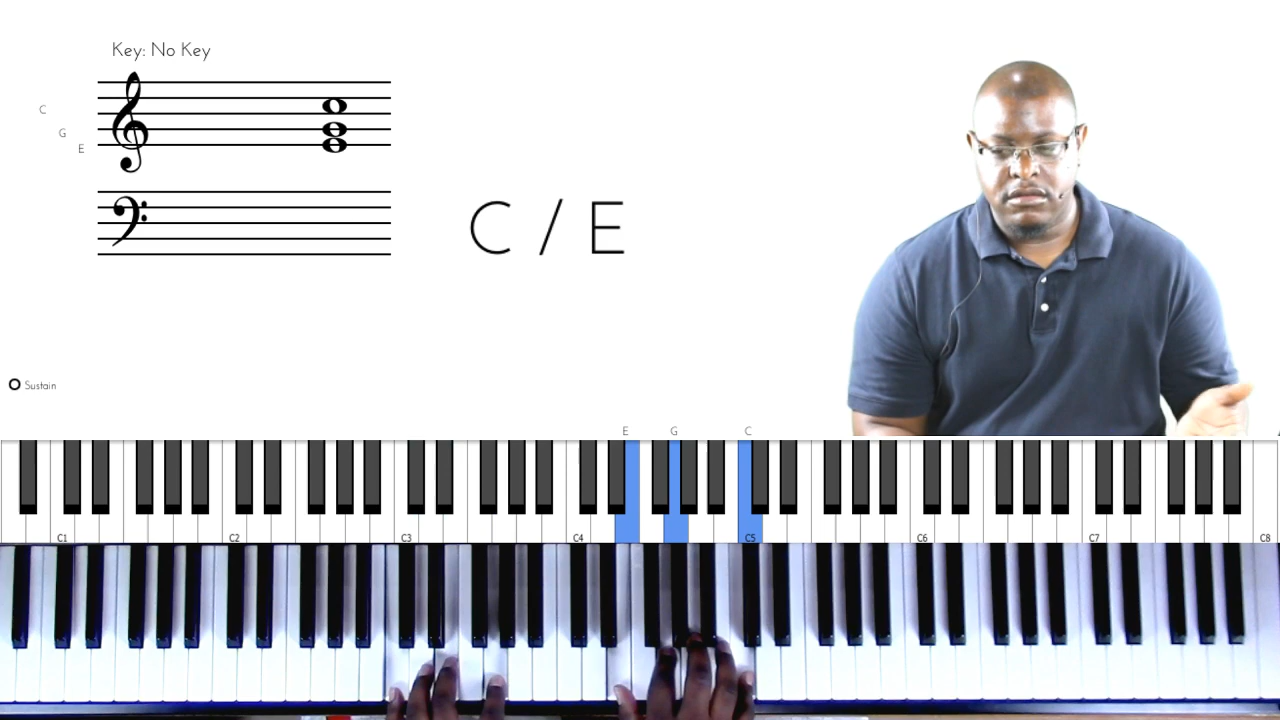 Key: No Key
C
G
E
C / E
Sustain
E G C
C1 C2 C3 C4 C5 C6 C7 C8